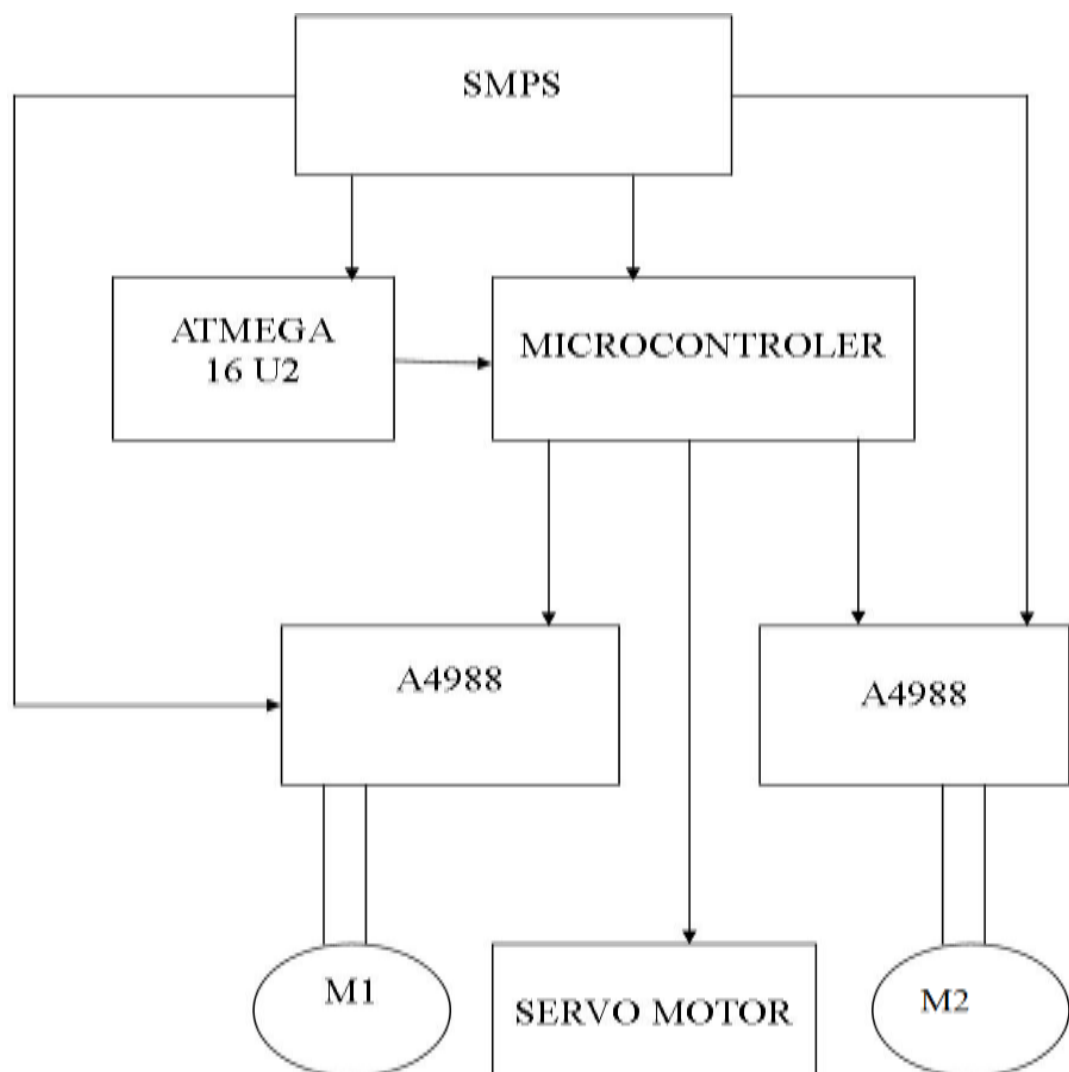 SMPS
ATMEGA
16 U2
MICROCONTROLER
A4988
A4988
M1
SERVO MOTOR
M2